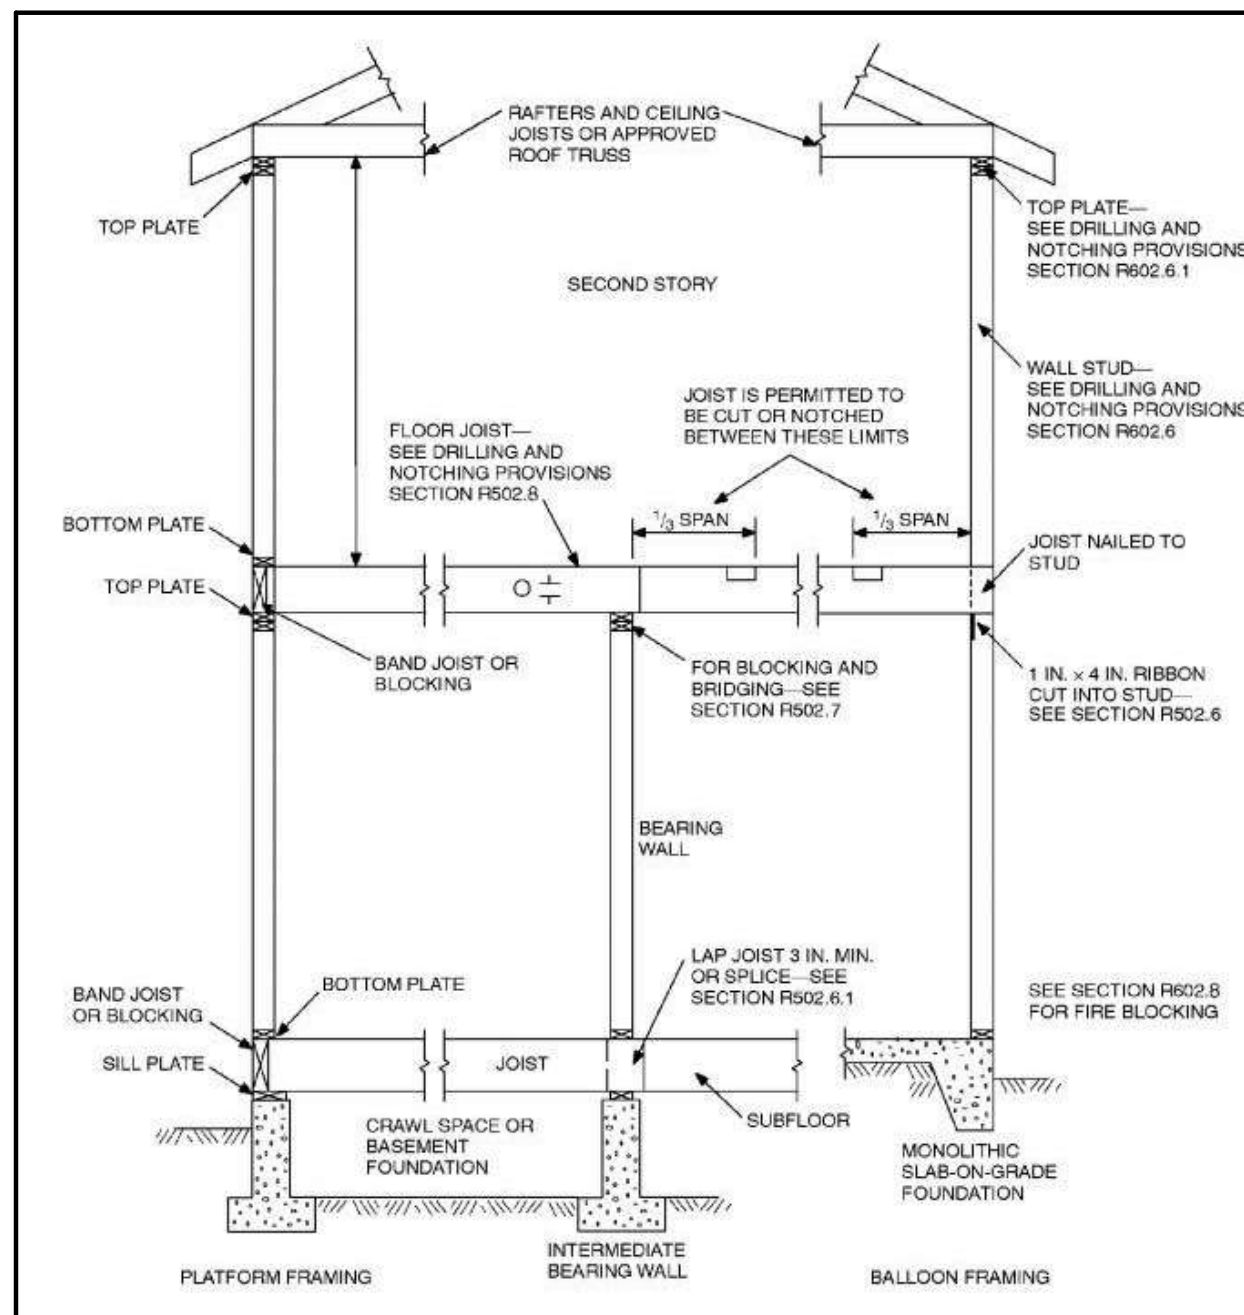 RAFTERS AND CEILING
JOISTS OR APPROVED
ROOF TRUSS
TOP PLATE
TOP PLATE—
SEE DRILLING AND
NOTCHING PROVISIONS
SECTION R602.6.1
SECOND STORY
WALL STUD—
SEE DRILLING AND
NOTCHING PROVISIONS
SECTION R602.6
JOIST IS PERMITTED TO
BE CUT OR NOTCHED
BETWEEN THESE LIMITS
FLOOR JOIST—
SEE DRILLING AND
NOTCHING PROVISIONS
SECTION R502.8
1/3 SPAN
1/3 SPAN
BOTTOM PLATE
JOIST NAILED TO
STUD
TOP PLATE
BAND JOIST OR
BLOCKING
FOR BLOCKING AND
BRIDGING—SEE
SECTION R502.7
1 IN. × 4 IN. RIBBON
CUT INTO STUD—
SEE SECTION R502.6
BEARING
WALL
LAP JOIST 3 IN. MIN.
OR SPLICE—SEE
SECTION R502.6.1
BOTTOM PLATE
BAND JOIST
OR BLOCKING
SEE SECTION R602.8
FOR FIRE BLOCKING
SILL PLATE
JOIST
SUBFLOOR
CRAWL SPACE OR
BASEMENT
FOUNDATION
MONOLITHIC
SLAB-ON-GRADE
FOUNDATION
INTERMEDIATE
BEARING WALL
PLATFORM FRAMING
BALLOON FRAMING